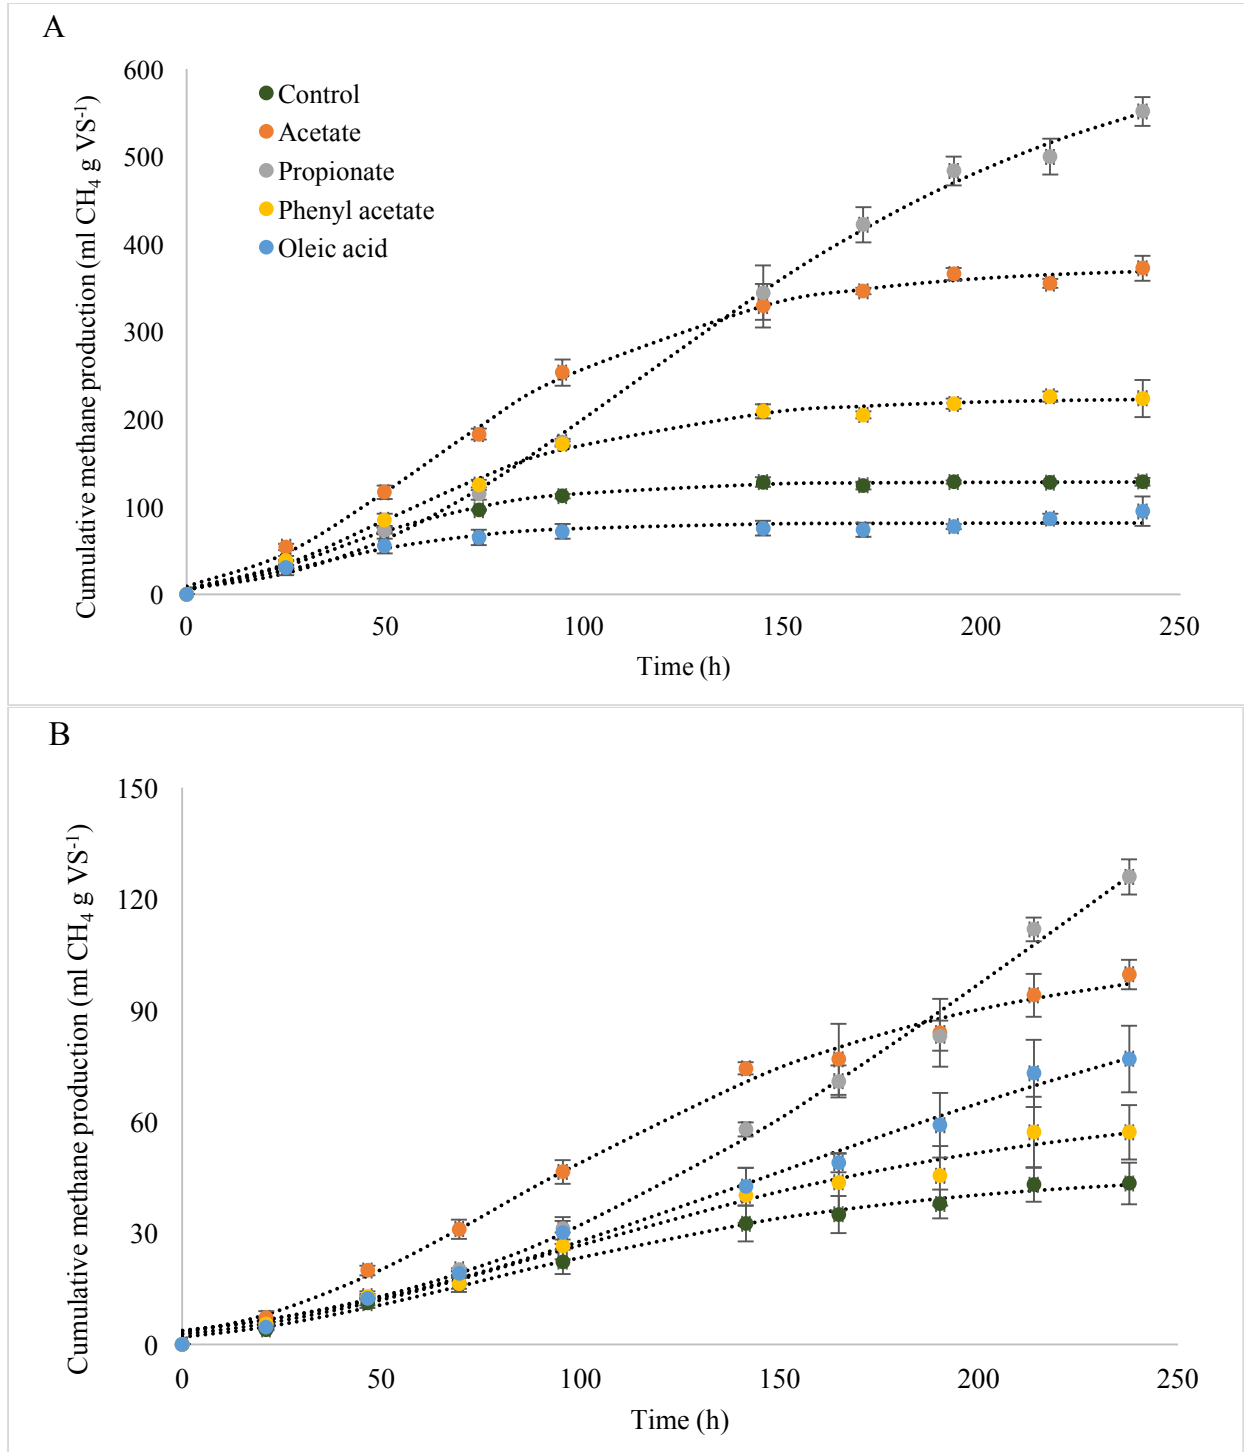 A
Cumulative methane production (ml CH₄ g VS⁻¹)
600
500
400
300
200
100
0
Control
Acetate
Propionate
Phenyl acetate
Oleic acid
0 50 100 150 200 250
Time (h)
B
Cumulative methane production (ml CH₄ g VS⁻¹)
150
120
90
60
30
0
0 50 100 150 200 250
Time (h)